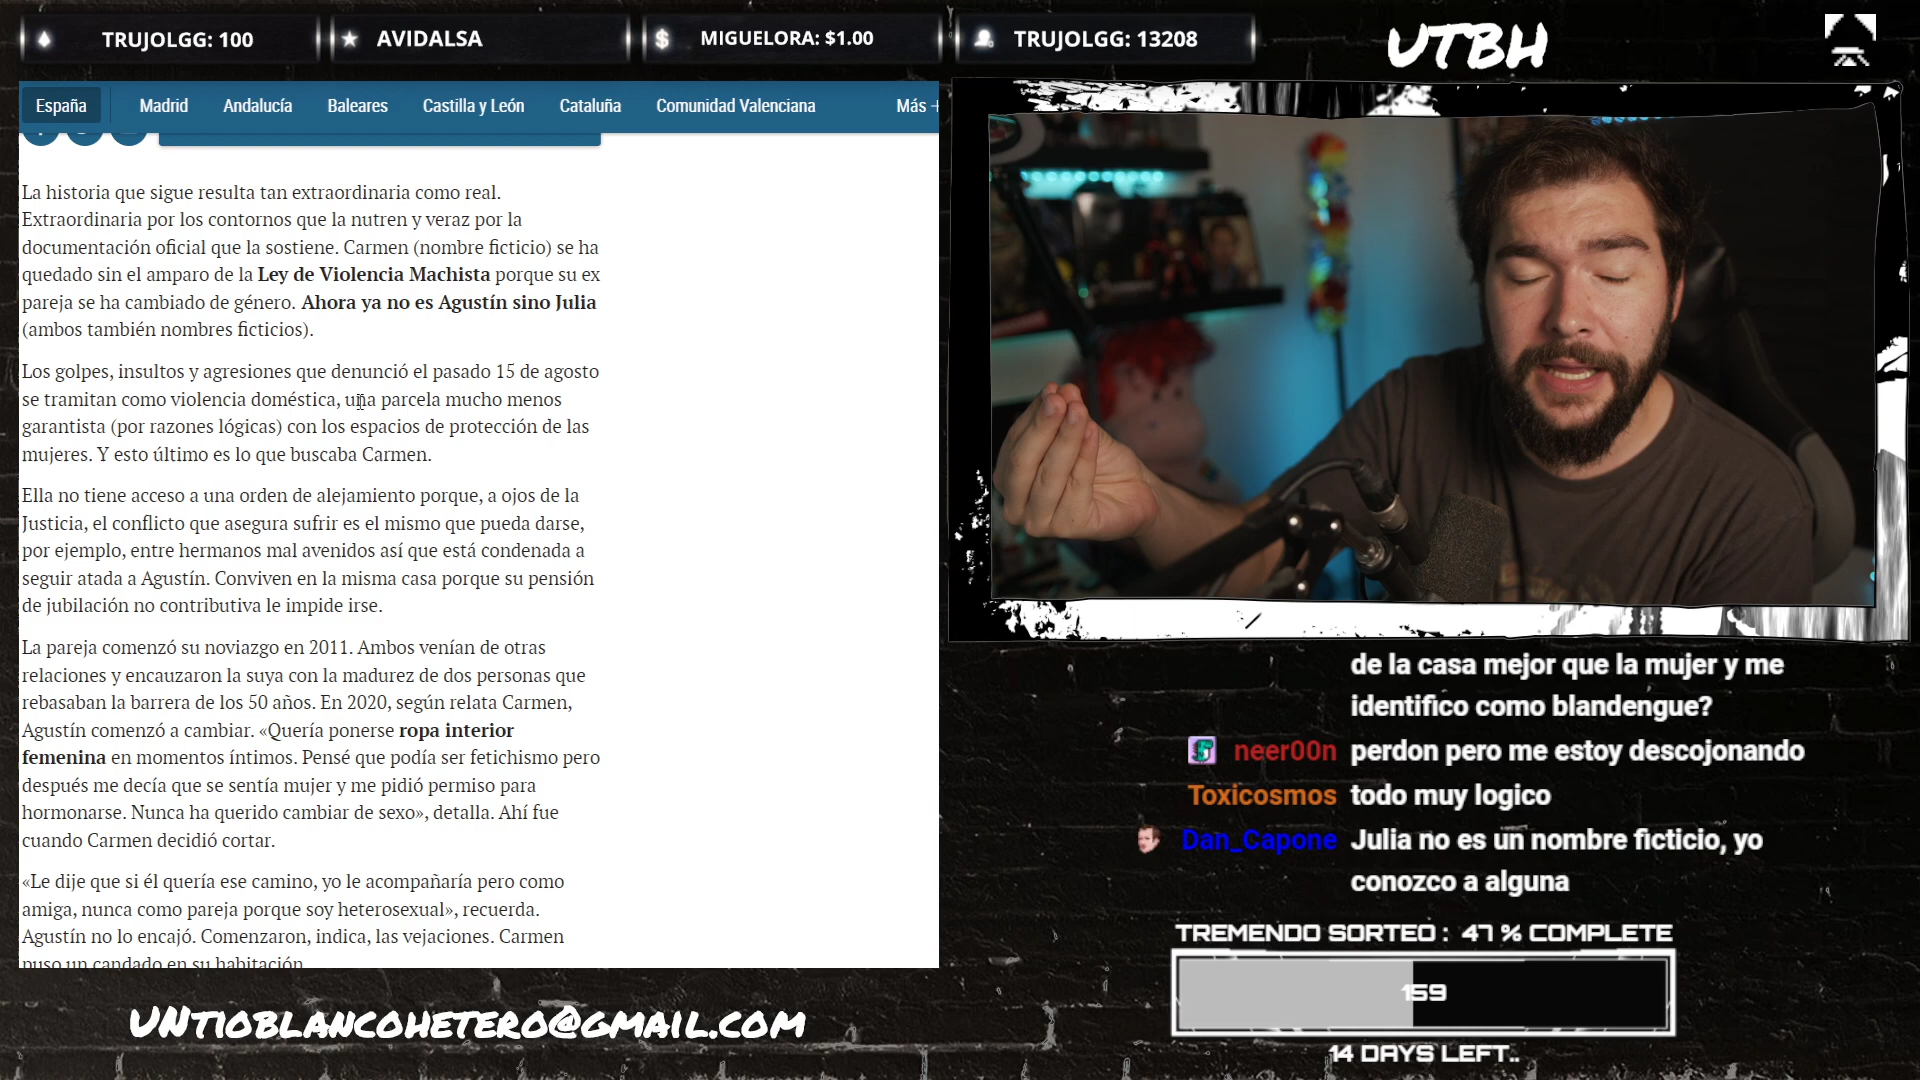 TRUJOLGG: 100
AVIDALSA
MIGUELORA: $1.00
TRUJOLGG: 13208
UTBH
España
Madrid
Andalucía
Baleares
Castilla y León
Cataluña
Comunidad Valenciana
Más +
La historia que sigue resulta tan extraordinaria como real.
Extraordinaria por los contornos que la nutren y veraz por la
documentación oficial que la sostiene. Carmen (nombre ficticio) se ha
quedado sin el amparo de la Ley de Violencia Machista porque su ex
pareja se ha cambiado de género. Ahora ya no es Agustín sino Julia
(ambos también nombres ficticios).
Los golpes, insultos y agresiones que denunció el pasado 15 de agosto
se tramitan como violencia doméstica, una parcela mucho menos
garantista (por razones lógicas) con los espacios de protección de las
mujeres. Y esto último es lo que buscaba Carmen.
Ella no tiene acceso a una orden de alejamiento porque, a ojos de la
Justicia, el conflicto que asegura sufrir es el mismo que pueda darse,
por ejemplo, entre hermanos mal avenidos así que está condenada a
seguir atada a Agustín. Conviven en la misma casa porque su pensión
de jubilación no contributiva le impide irse.
La pareja comenzó su noviazgo en 2011. Ambos venían de otras
relaciones y encauzaron la suya con la madurez de dos personas que
rebasaban la barrera de los 50 años. En 2020, según relata Carmen,
Agustín comenzó a cambiar. «Quería ponerse ropa interior
femenina en momentos íntimos. Pensé que podía ser fetichismo pero
después me decía que se sentía mujer y me pidió permiso para
hormonarse. Nunca ha querido cambiar de sexo», detalla. Ahí fue
cuando Carmen decidió cortar.
«Le dije que si él quería ese camino, yo le acompañaría pero como
amiga, nunca como pareja porque soy heterosexual», recuerda.
Agustín no lo encajó. Comenzaron, indica, las vejaciones. Carmen
puso un candado en su habitación.
de la casa mejor que la mujer y me
identifico como blandengue?
neer00n perdon pero me estoy descojonando
Toxicosmos todo muy logico
Dan_Capone Julia no es un nombre ficticio, yo
conozco a alguna
TREMENDO SORTEO : 47 % COMPLETE
159
14 DAYS LEFT..
UNTIOBLANCOHETERO@GMAIL.COM